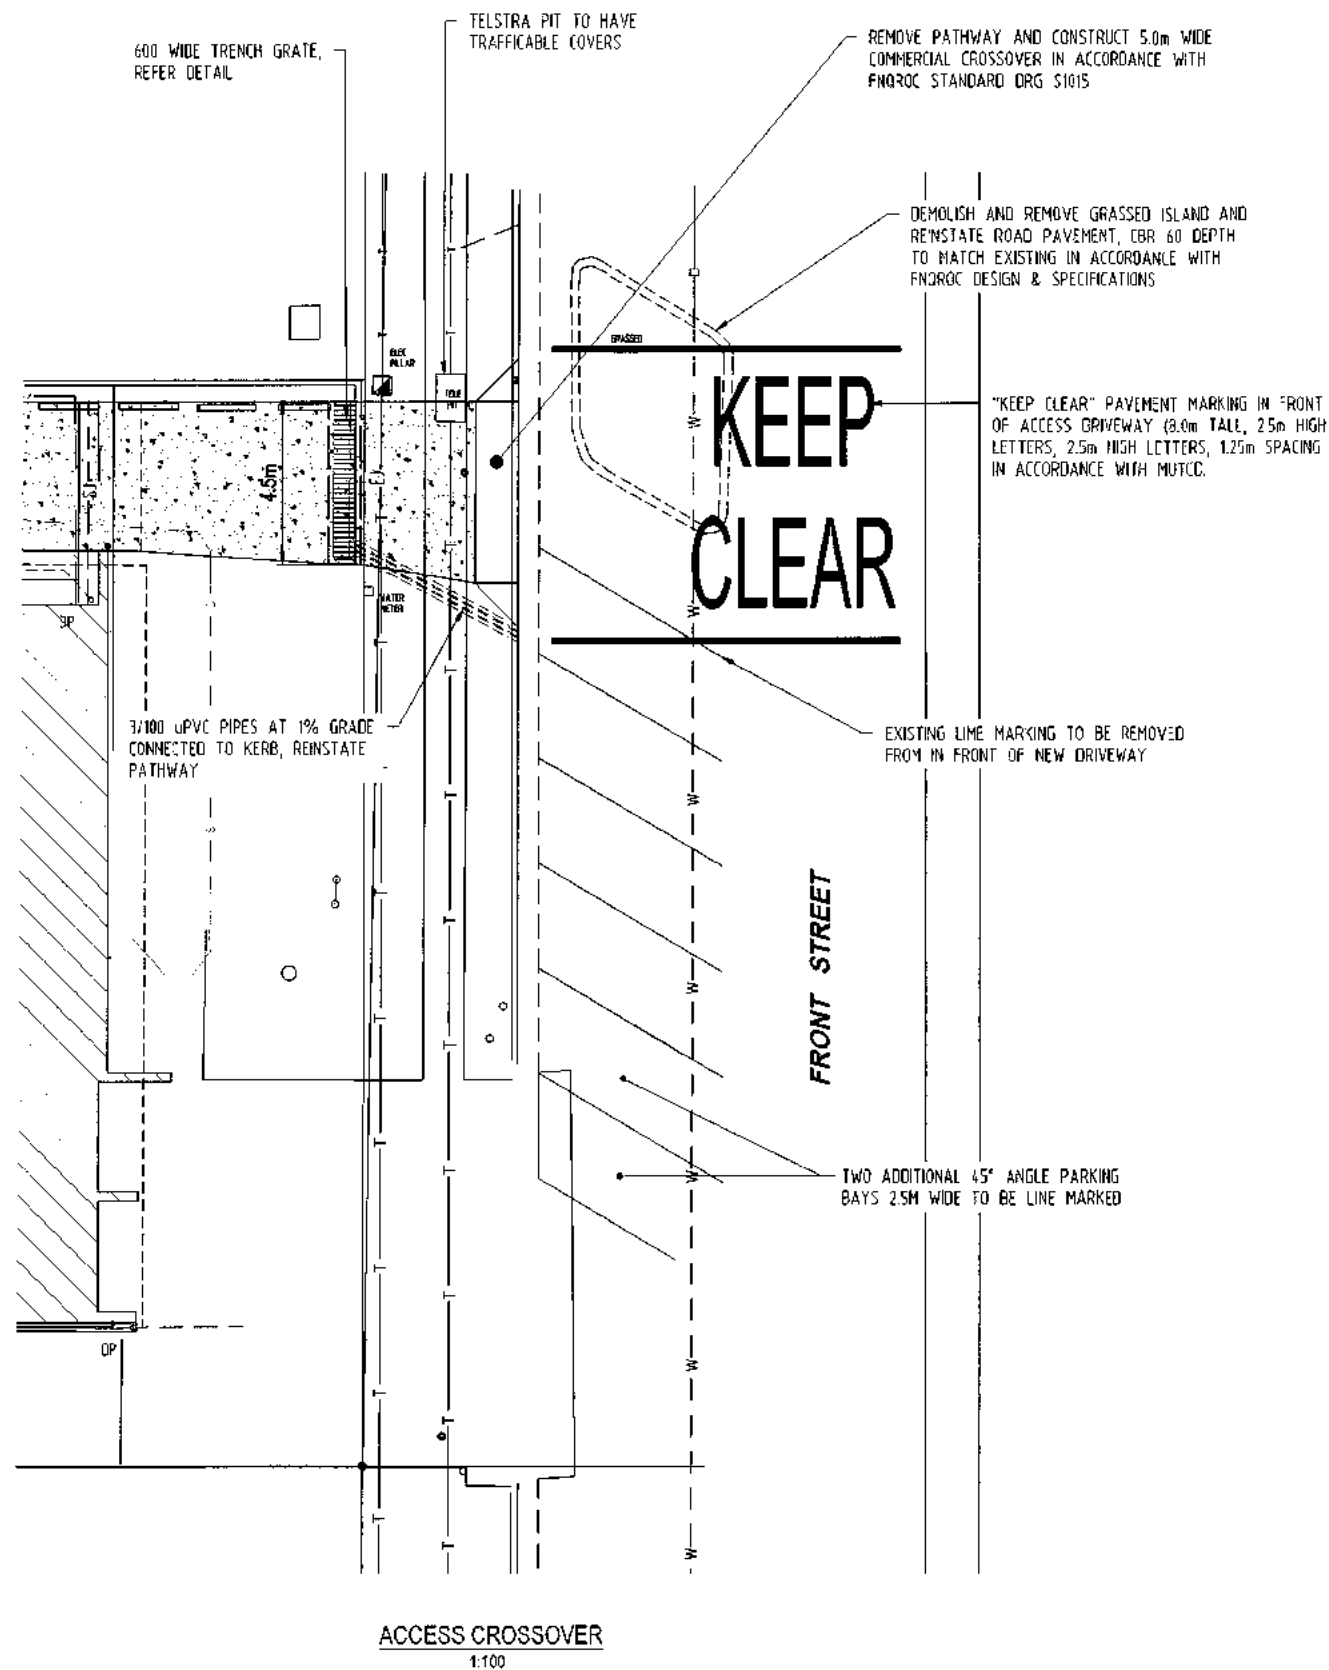 TELSTRA PIT TO HAVE
TRAFFICABLE COVERS
600 WIDE TRENCH GRATE,
REFER DETAIL
REMOVE PATHWAY AND CONSTRUCT 5.0m WIDE
COMMERCIAL CROSSOVER IN ACCORDANCE WITH
FNQROC STANDARD DRG S1015
DEMOLISH AND REMOVE GRASSED ISLAND AND
REINSTATE ROAD PAVEMENT, CBR 60 DEPTH
TO MATCH EXISTING IN ACCORDANCE WITH
FNQROC DESIGN & SPECIFICATIONS
GRASSED
ELEC
PILLAR
PIT
KEEP
CLEAR
"KEEP CLEAR" PAVEMENT MARKING IN FRONT
OF ACCESS DRIVEWAY (8.0m TALL, 2.5m HIGH
LETTERS, 2.5m HIGH LETTERS, 1.25m SPACING
IN ACCORDANCE WITH MUTCD.
4.5m
WATER
METER
3/100 uPVC PIPES AT 1% GRADE
CONNECTED TO KERB, REINSTATE
PATHWAY
EXISTING LINE MARKING TO BE REMOVED
FROM IN FRONT OF NEW DRIVEWAY
FRONT STREET
TWO ADDITIONAL 45° ANGLE PARKING
BAYS 2.5M WIDE TO BE LINE MARKED
ACCESS CROSSOVER
1:100